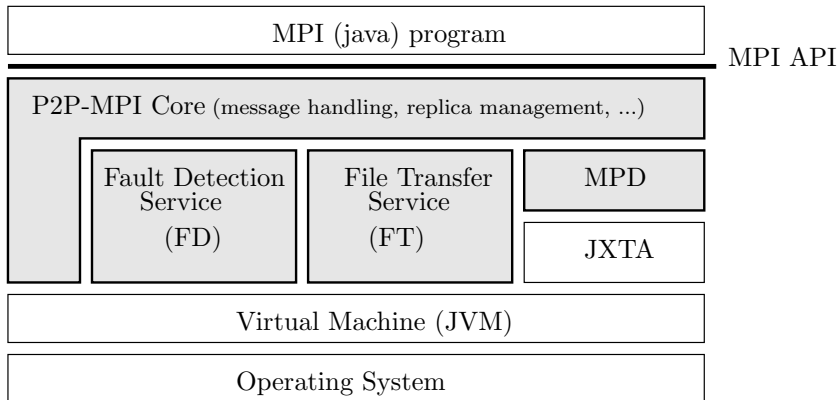 MPI (java) program
MPI API
P2P-MPI Core (message handling, replica management, ...)
Fault Detection
Service
(FD)
File Transfer
Service
(FT)
MPD
JXTA
Virtual Machine (JVM)
Operating System